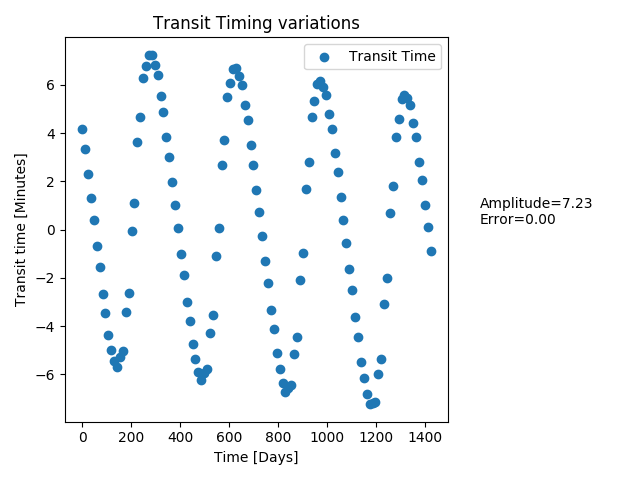 Transit Timing variations
Transit Time
Transit time [Minutes]
6
4
2
0
−2
−4
−6
0 200 400 600 800 1000 1200 1400
Time [Days]
Amplitude=7.23
Error=0.00